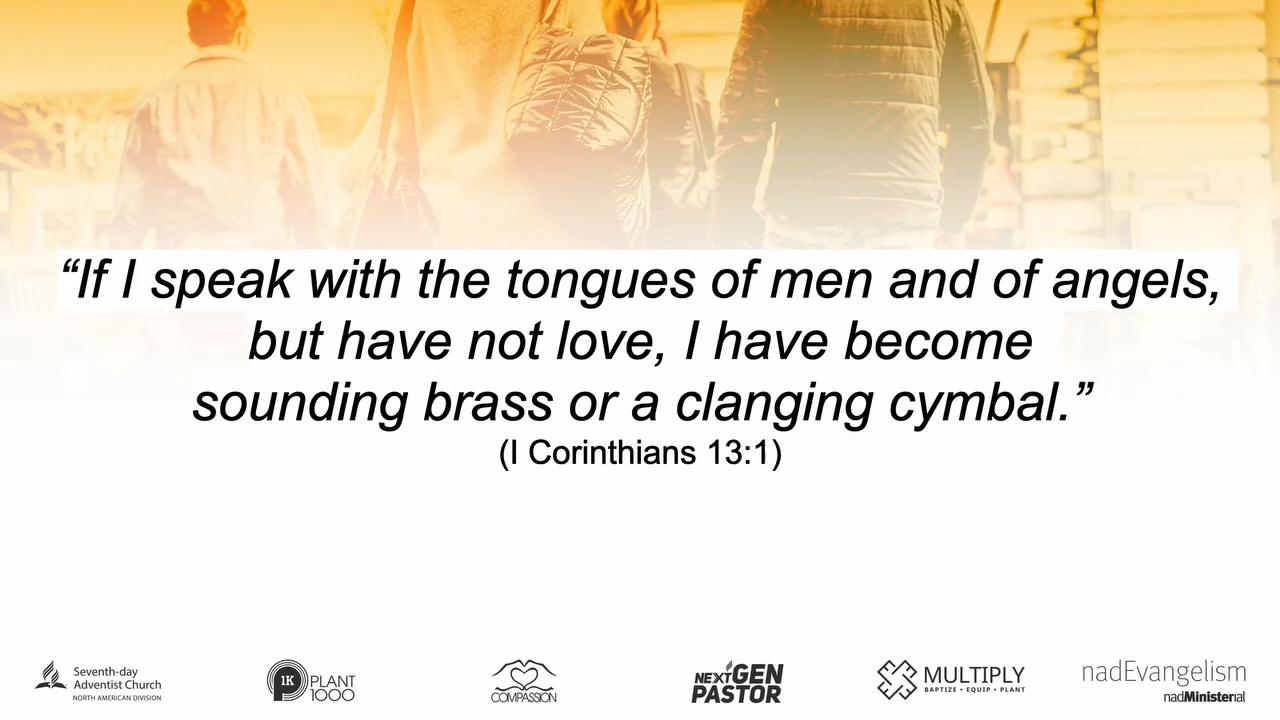 “If I speak with the tongues of men and of angels,
but have not love, I have become
sounding brass or a clanging cymbal.”
(I Corinthians 13:1)
Seventh-day
Adventist Church
NORTH AMERICAN DIVISION
1K
PLANT
1000
COMPASSION
NEXTGEN
PASTOR
MULTIPLY
BAPTIZE • EQUIP • PLANT
nadEvangelism
nadMinisterial